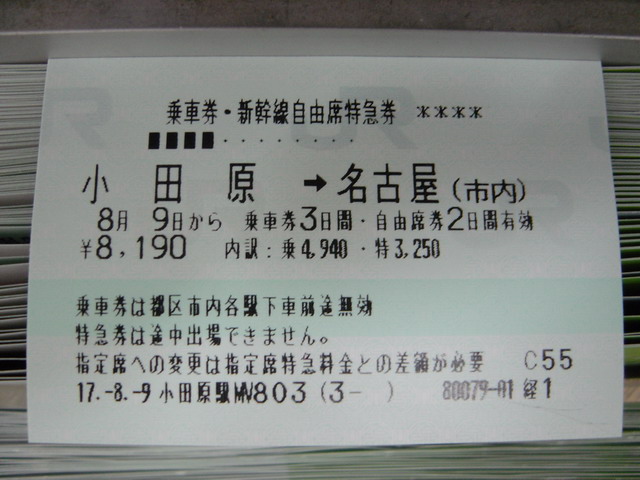 乗車券・新幹線自由席特急券 ****
■■■■・・・・・・・・
小田原 → 名古屋(市内)
8月 9日から 乗車券3日間・自由席券2日間有効
¥8,190 内訳:乗4,940・特3,250
乗車券は都区市内各駅下車前途無効
特急券は途中出場できません。
指定席への変更は指定席特急料金との差額が必要 C55
17.-8.-9 小田原駅MV803 (3- ) 80079-01 経1